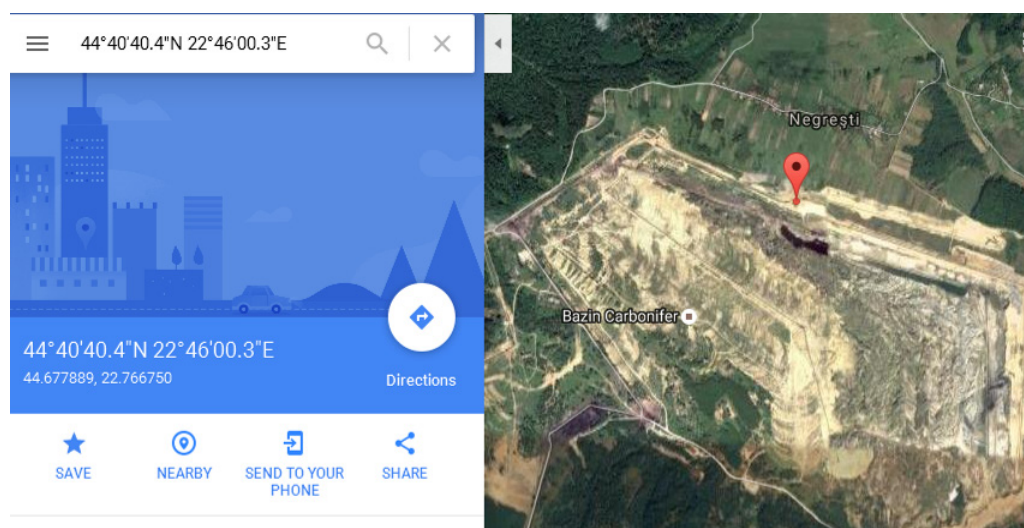 44°40'40.4"N 22°46'00.3"E
44°40'40.4"N 22°46'00.3"E
44.677889, 22.766750
Directions
SAVE
NEARBY
SEND TO YOUR
PHONE
SHARE
Negrești
Bazin Carbonifer